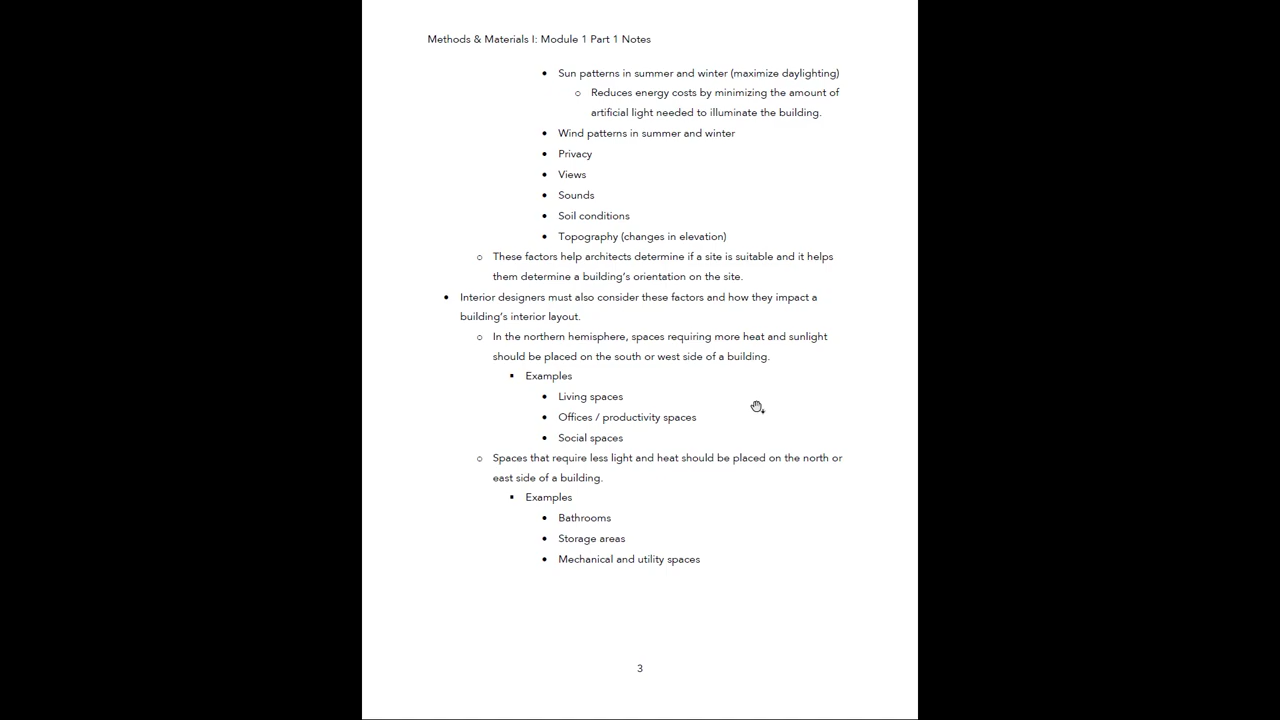 Methods & Materials I: Module 1 Part 1 Notes
• Sun patterns in summer and winter (maximize daylighting)
o Reduces energy costs by minimizing the amount of
artificial light needed to illuminate the building.
• Wind patterns in summer and winter
• Privacy
• Views
• Sounds
• Soil conditions
• Topography (changes in elevation)
o These factors help architects determine if a site is suitable and it helps
them determine a building’s orientation on the site.
• Interior designers must also consider these factors and how they impact a
building’s interior layout.
o In the northern hemisphere, spaces requiring more heat and sunlight
should be placed on the south or west side of a building.
▪ Examples
• Living spaces
• Offices / productivity spaces
• Social spaces
o Spaces that require less light and heat should be placed on the north or
east side of a building.
▪ Examples
• Bathrooms
• Storage areas
• Mechanical and utility spaces
3